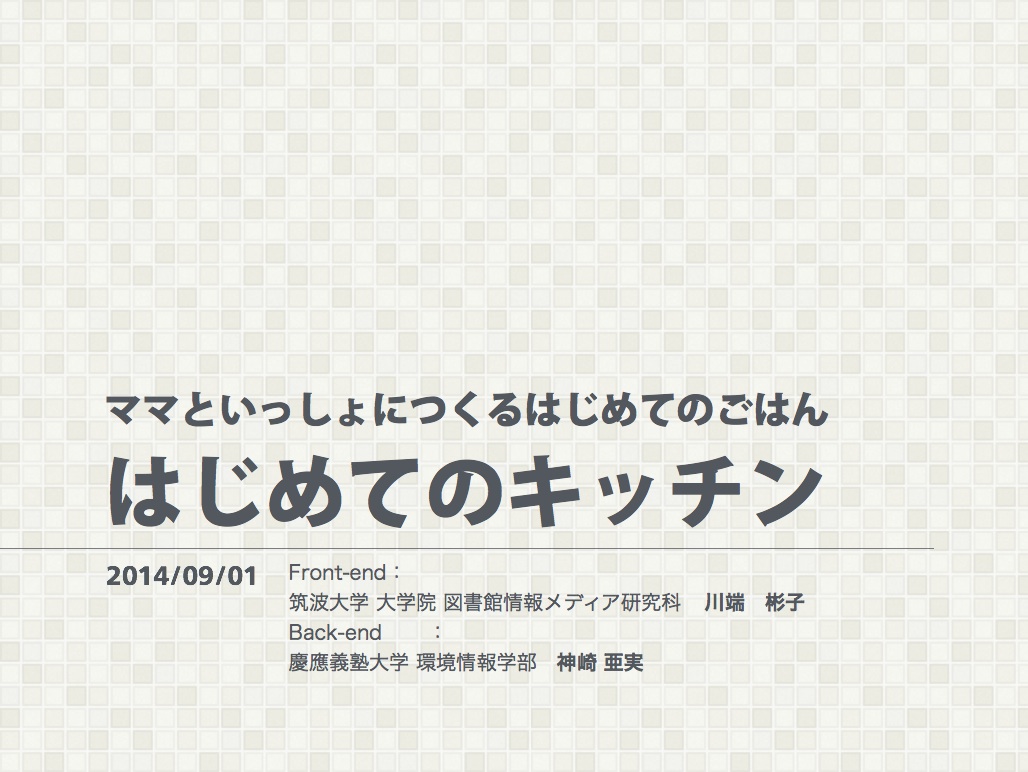 ママといっしょにつくるはじめてのごはん
はじめてのキッチン
2014/09/01
Front-end：
筑波大学 大学院 図書館情報メディア研究科　川端　彬子
Back-end　　：
慶應義塾大学 環境情報学部　神崎 亜実